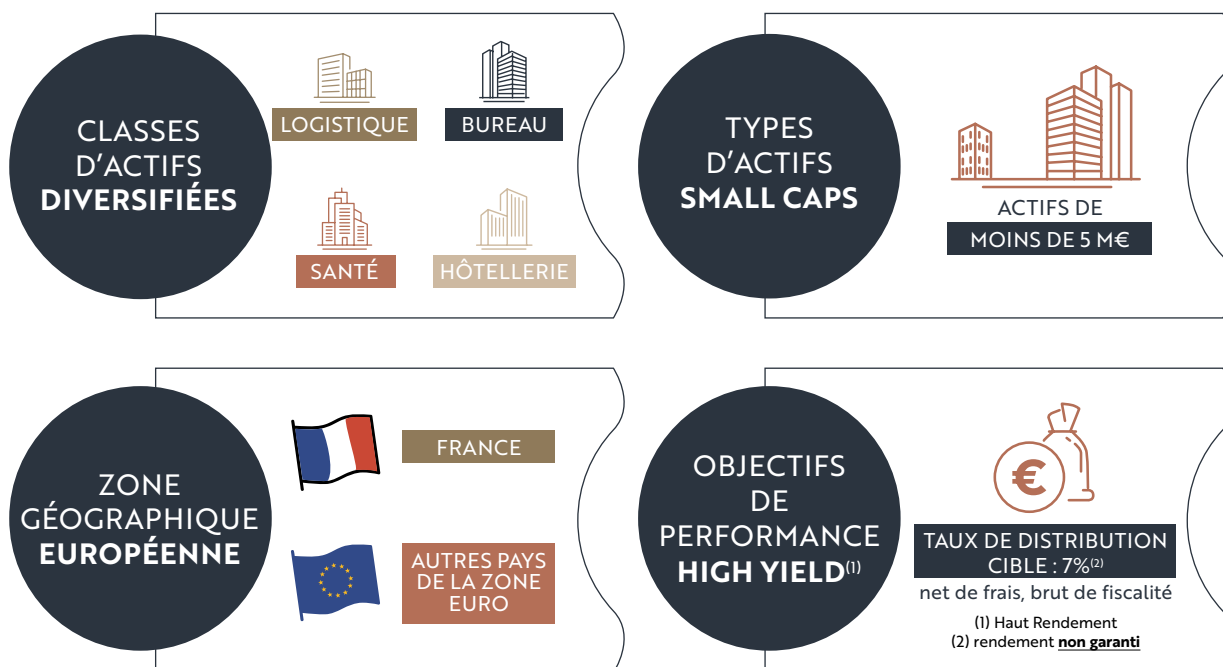 CLASSES
D'ACTIFS
DIVERSIFIÉES
LOGISTIQUE
BUREAU
SANTÉ
HÔTELLERIE
TYPES
D'ACTIFS
SMALL CAPS
ACTIFS DE
MOINS DE 5 M€
ZONE
GÉOGRAPHIQUE
EUROPÉENNE
FRANCE
AUTRES PAYS
DE LA ZONE
EURO
OBJECTIFS
DE
PERFORMANCE
HIGH YIELD(1)
€
TAUX DE DISTRIBUTION
CIBLE : 7%(2)
net de frais, brut de fiscalité
(1) Haut Rendement
(2) rendement non garanti